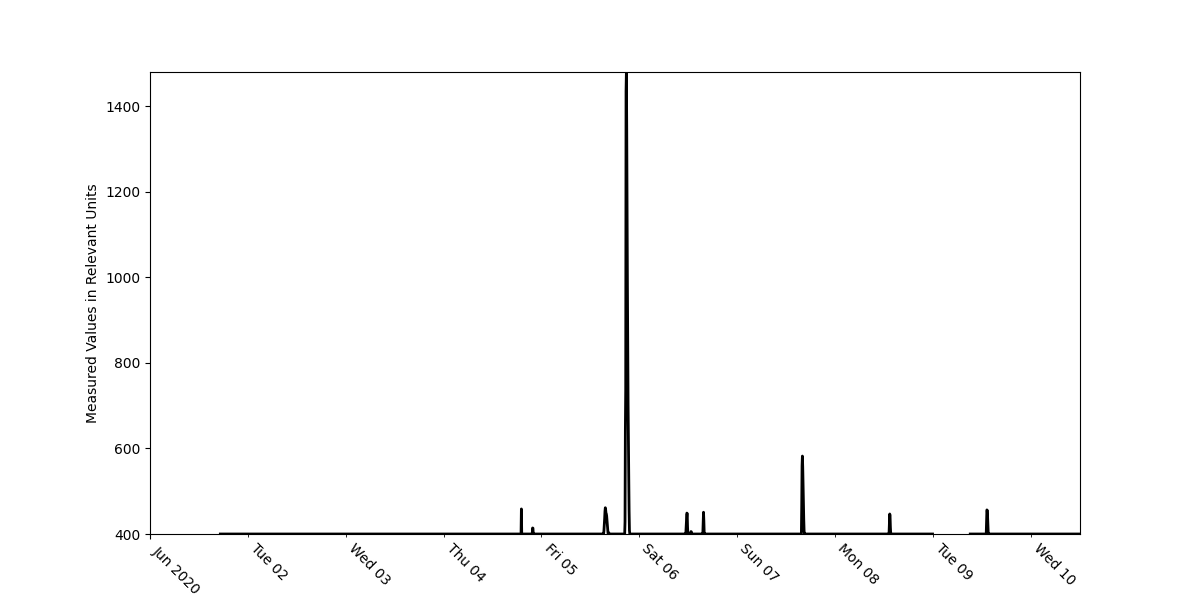 1400
1200
1000
800
600
400
Measured Values in Relevant Units
Jun 2020
Tue 02
Wed 03
Thu 04
Fri 05
Sat 06
Sun 07
Mon 08
Tue 09
Wed 10